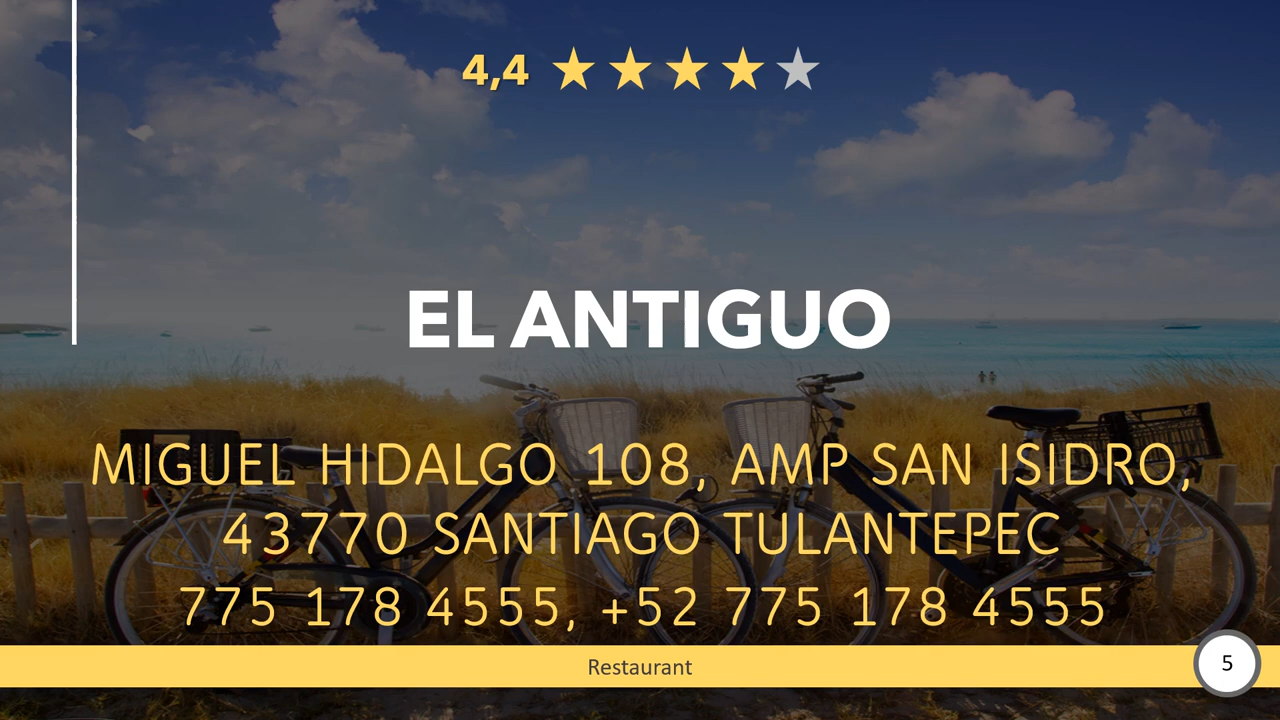 4,4
EL ANTIGUO
MIGUEL HIDALGO 108, AMP SAN ISIDRO,
43770 SANTIAGO TULANTEPEC
775 178 4555, +52 775 178 4555
Restaurant
5